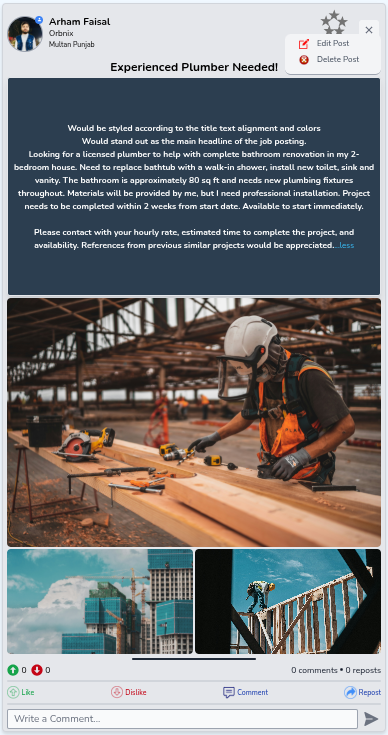 Arham Faisal
Orbnix
Multan Punjab
Edit Post
Delete Post
Experienced Plumber Needed!
Would be styled according to the title text alignment and colors
Would stand out as the main headline of the job posting.
Looking for a licensed plumber to help with complete bathroom renovation in my 2-
bedroom house. Need to replace bathtub with a walk-in shower, install new toilet, sink and
vanity. The bathroom is approximately 80 sq ft and needs new plumbing fixtures
throughout. Materials will be provided by me, but I need professional installation. Project
needs to be completed within 2 weeks from start date. Available to start immediately.
Please contact with your hourly rate, estimated time to complete the project, and
availability. References from previous similar projects would be appreciated...less
0 0 0 comments • 0 reposts
Like Dislike Comment Repost
Write a Comment...